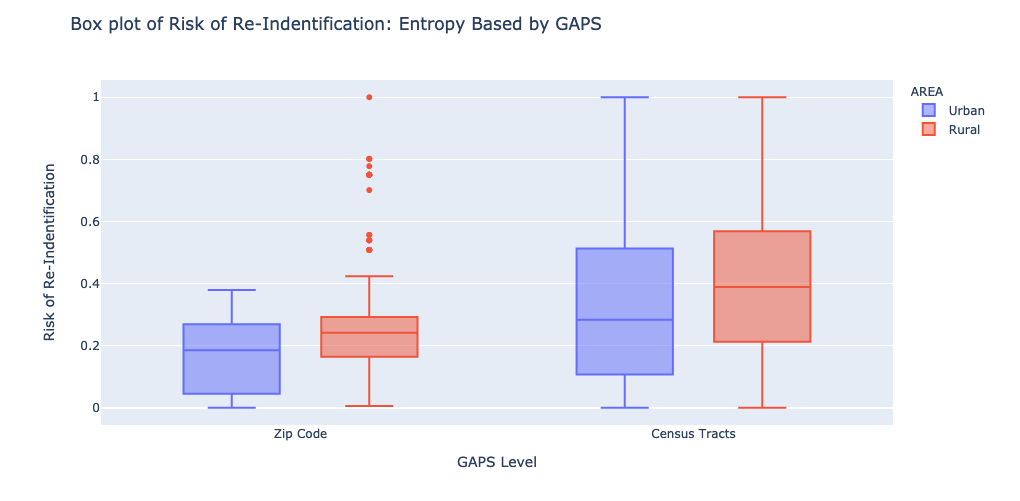 Box plot of Risk of Re-Indentification: Entropy Based by GAPS
AREA
Urban
Rural
Risk of Re-Indentification
1
0.8
0.6
0.4
0.2
0
Zip Code
Census Tracts
GAPS Level